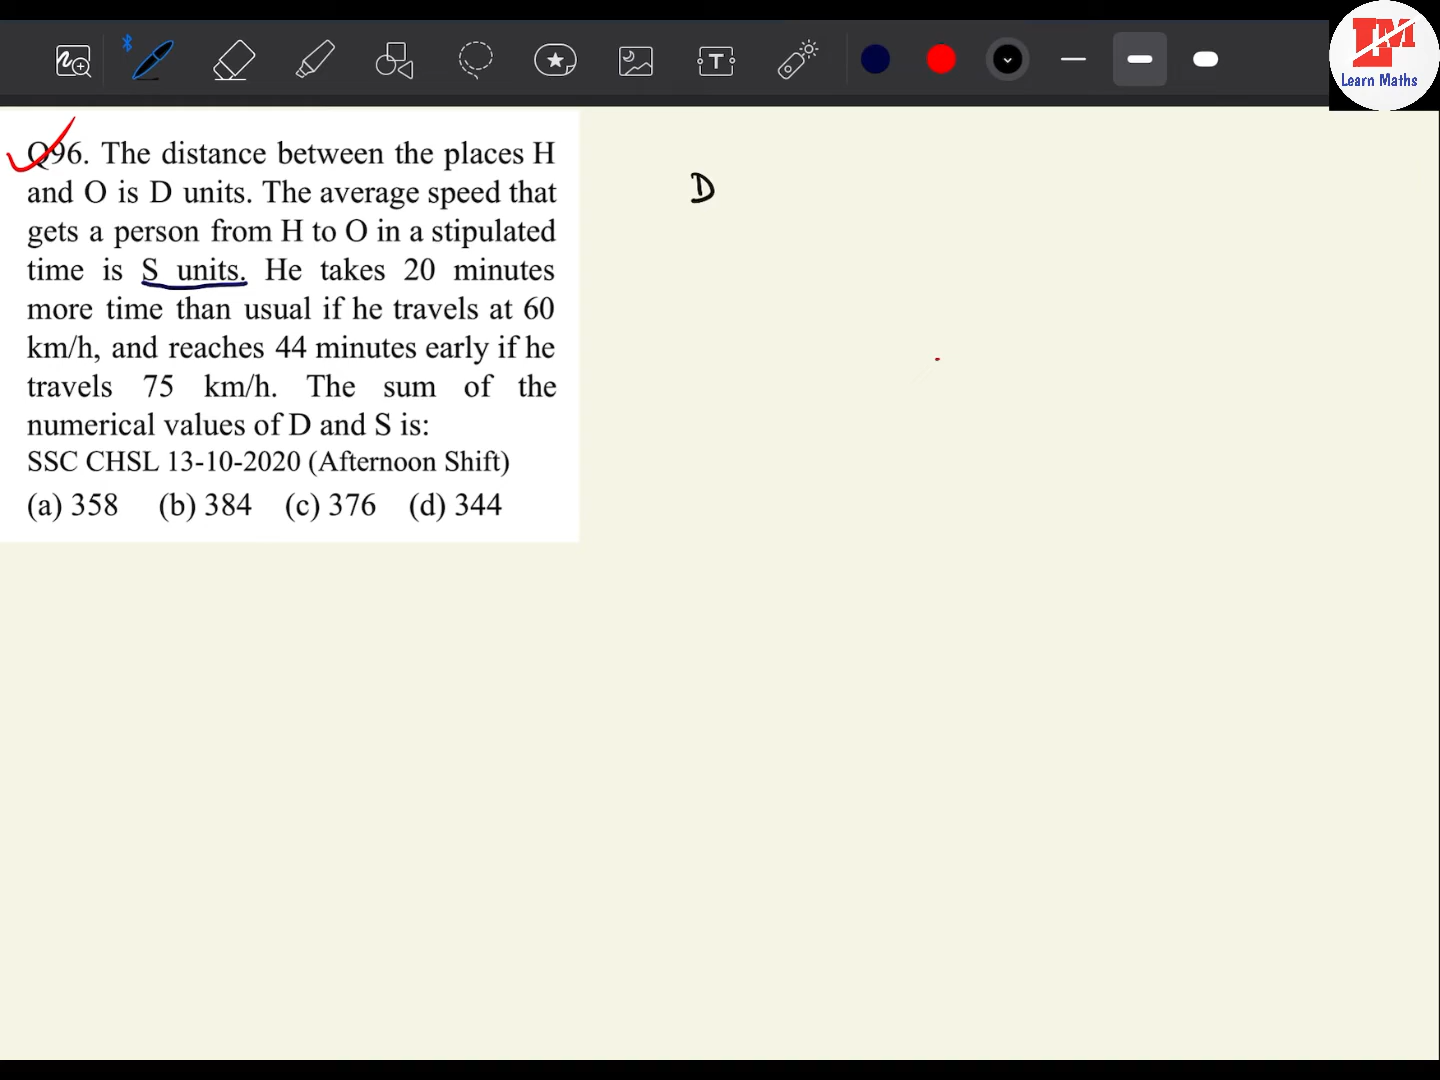 LM
Learn Maths
T
Q96. The distance between the places H
and O is D units. The average speed that
gets a person from H to O in a stipulated
time is S units. He takes 20 minutes
more time than usual if he travels at 60
km/h, and reaches 44 minutes early if he
travels 75 km/h. The sum of the
numerical values of D and S is:
SSC CHSL 13-10-2020 (Afternoon Shift)
(a) 358 (b) 384 (c) 376 (d) 344
D